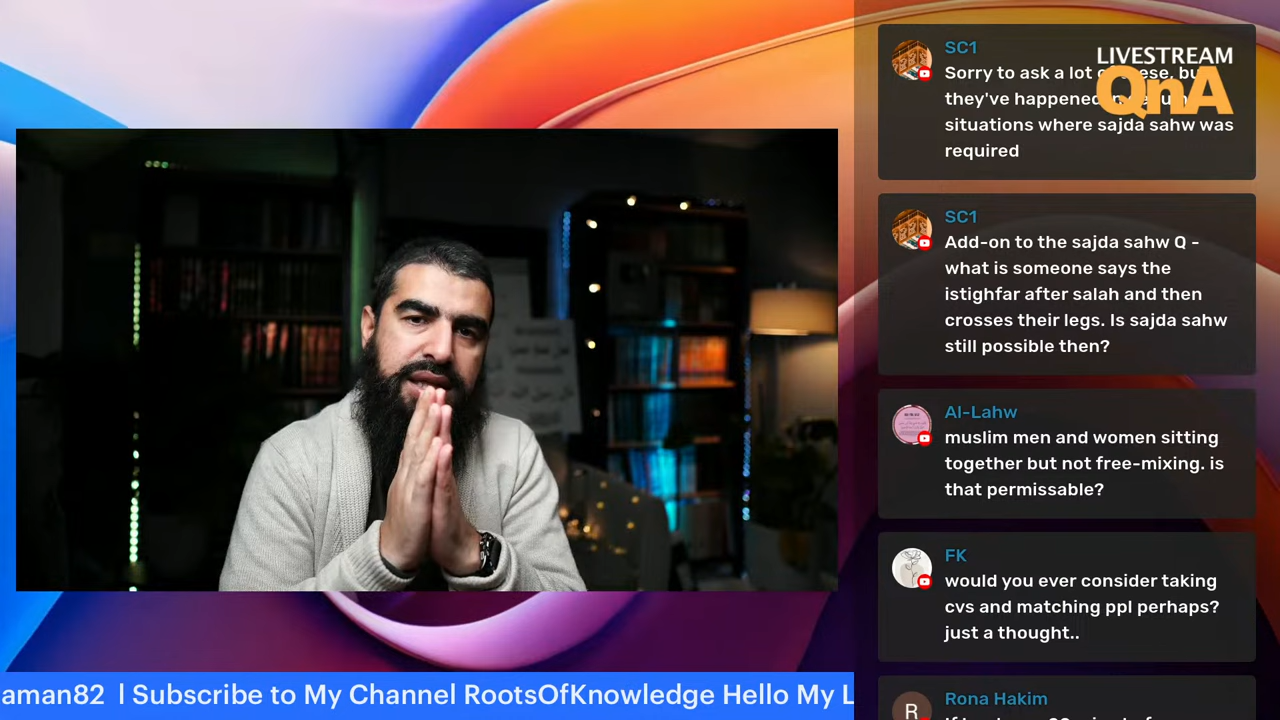 SC1
Sorry to ask a lot
they've happened
situations where sajda sahw was
required
LIVESTREAM
QnA
SC1
Add-on to the sajda sahw Q -
what is someone says the
istighfar after salah and then
crosses their legs. Is sajda sahw
still possible then?
Al-Lahw
muslim men and women sitting
together but not free-mixing. is
that permissable?
FK
would you ever consider taking
cvs and matching ppl perhaps?
just a thought..
R
Rona Hakim
aman82 | Subscribe to My Channel RootsOfKnowledge Hello My L